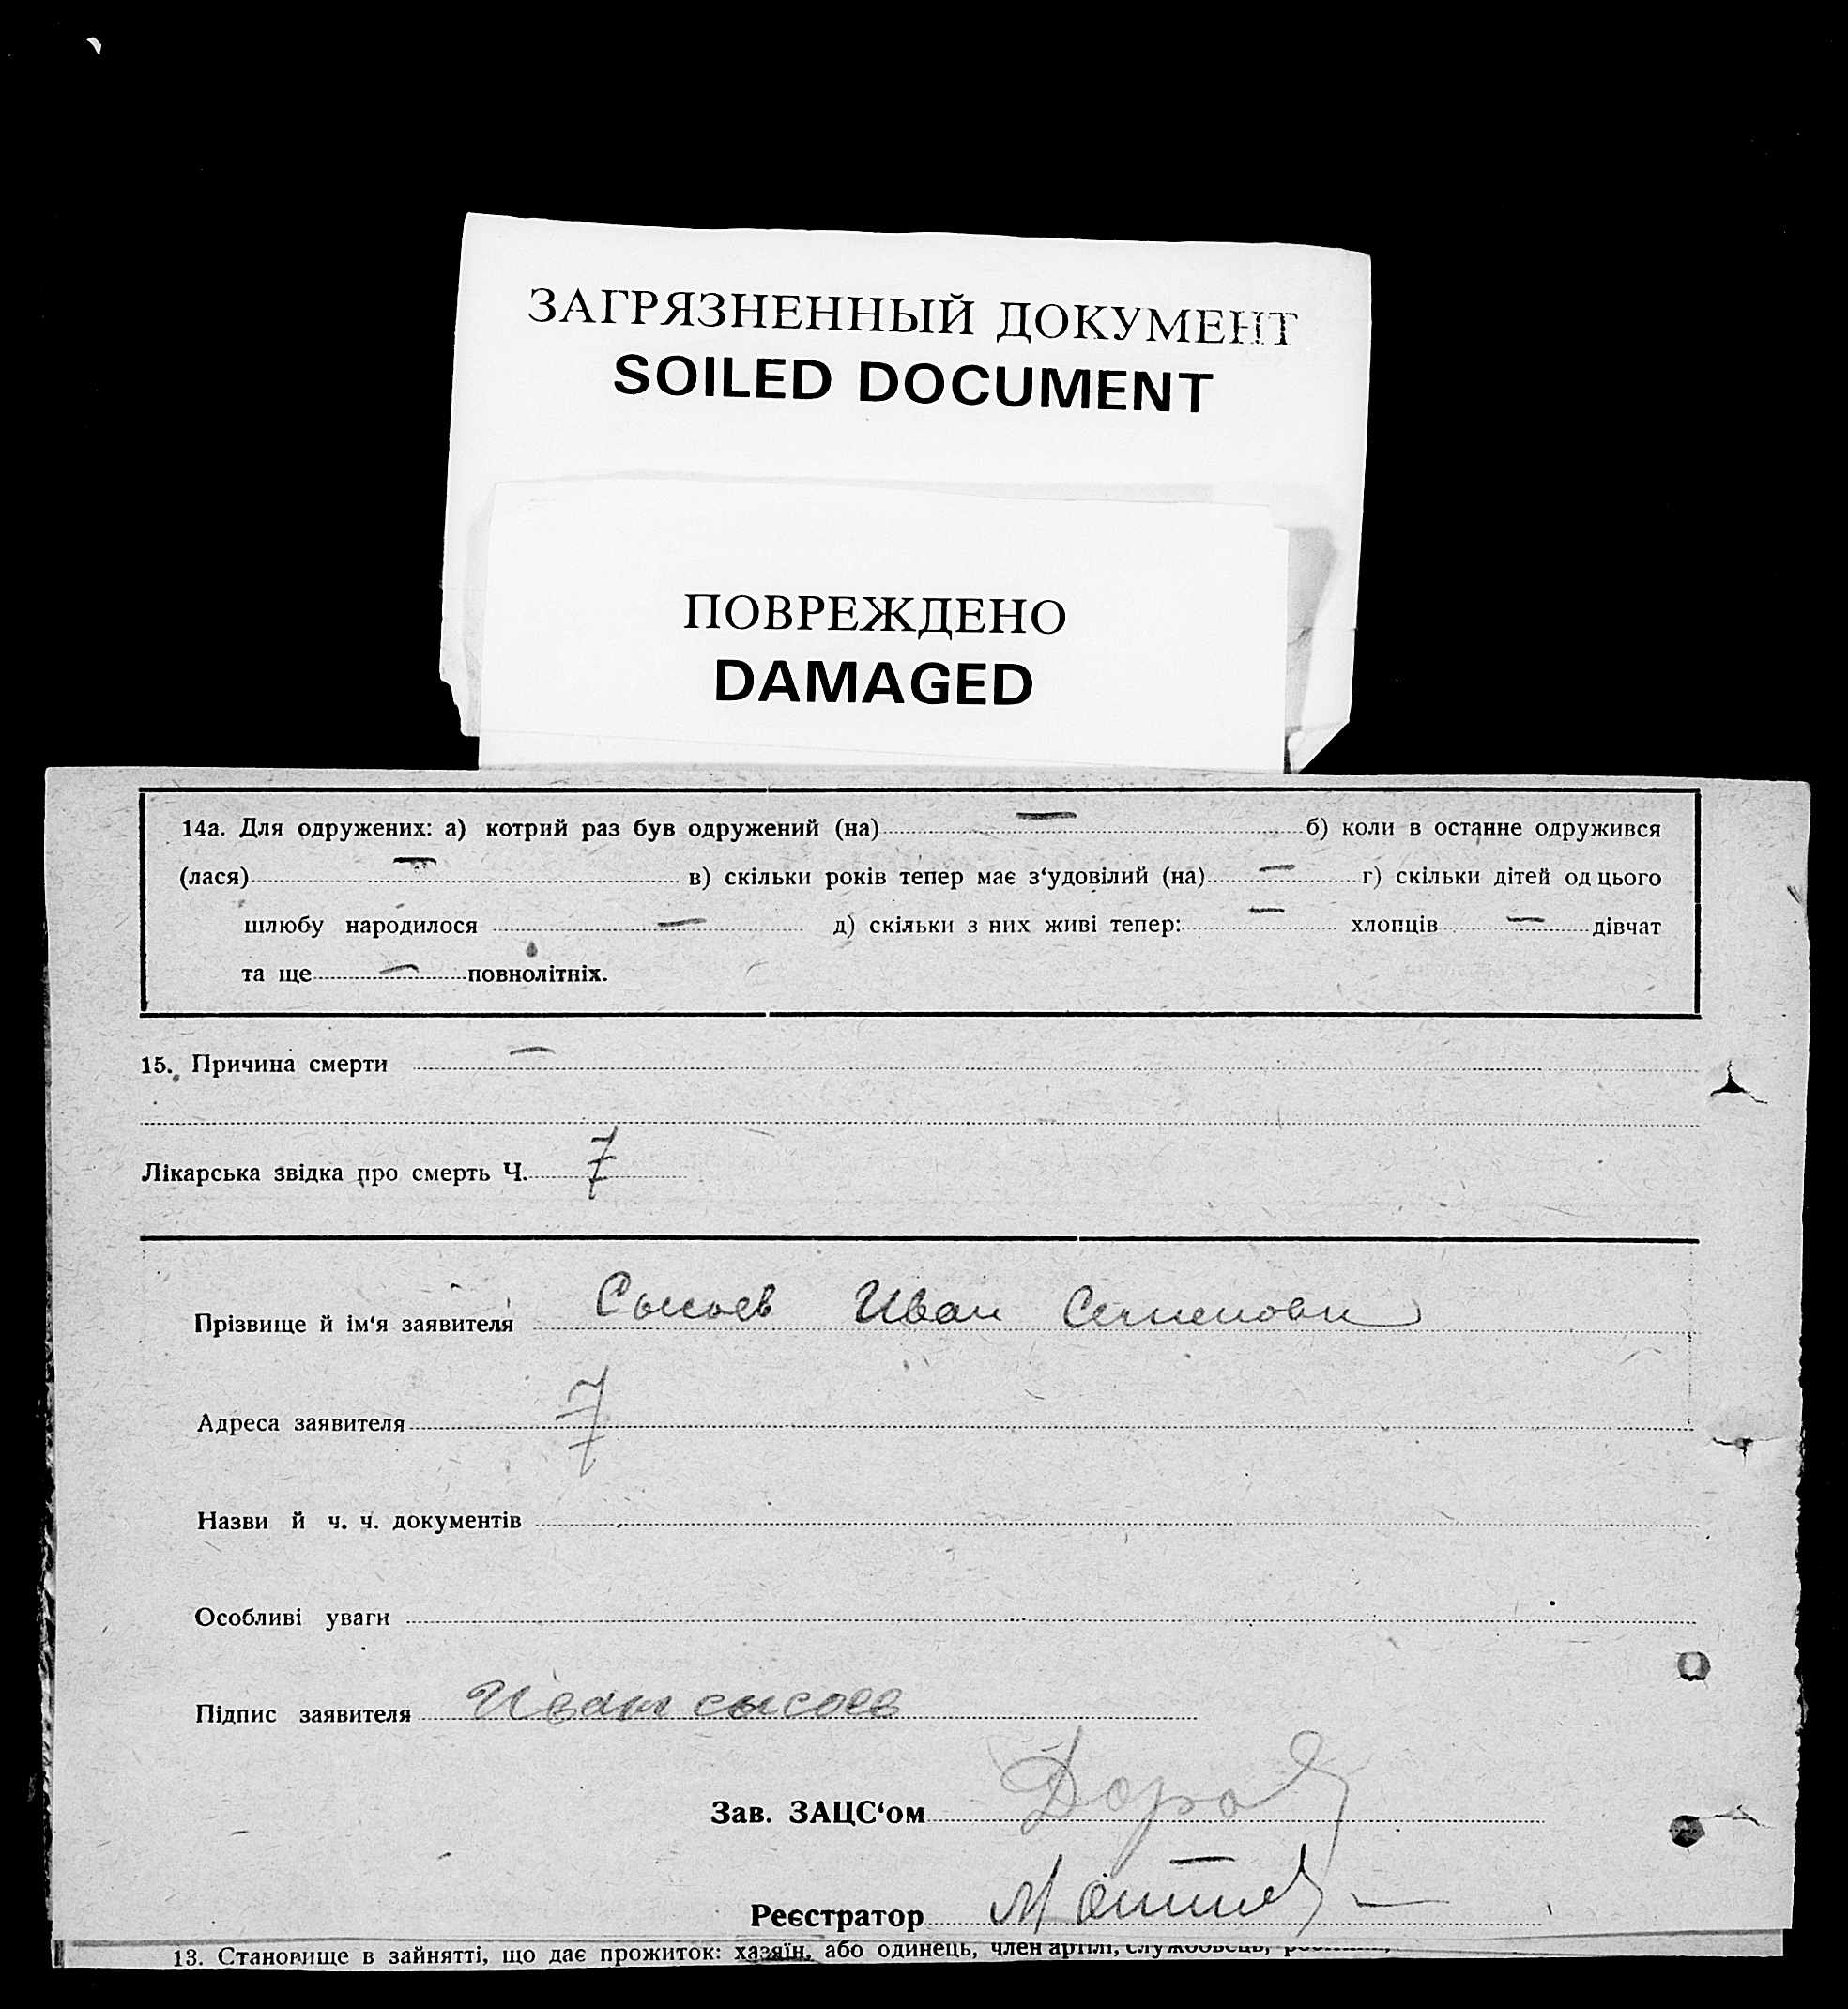 ЗАГРЯЗНЕННЫЙ ДОКУМЕНТ
SOILED DOCUMENT
ПОВРЕЖДЕНО
DAMAGED
14а. Для одружених: а) котрий раз був одружений (на) — б) коли в останне одружився
(лася) — в) скільки років тепер має з‘удовілий (на) — г) скільки дітей од цього
шлюбу народилося — д) скільки з них живі тепер: — хлопців — дівчат
та ще — повнолітніх.
15. Причина смерти —
Лікарська звідка про смерть Ч. 7
Прізвище й ім‘я заявителя Сысоев Иван Семенови
Адреса заявителя 7
Назви й ч. ч. документів
Особливі уваги
Підпис заявителя Иван сысоев
Зав. ЗАЦС‘ом
Реєстратор
13. Становище в зайнятті, що дає прожиток: хазяїн, або одинець, член артілі, службовець,